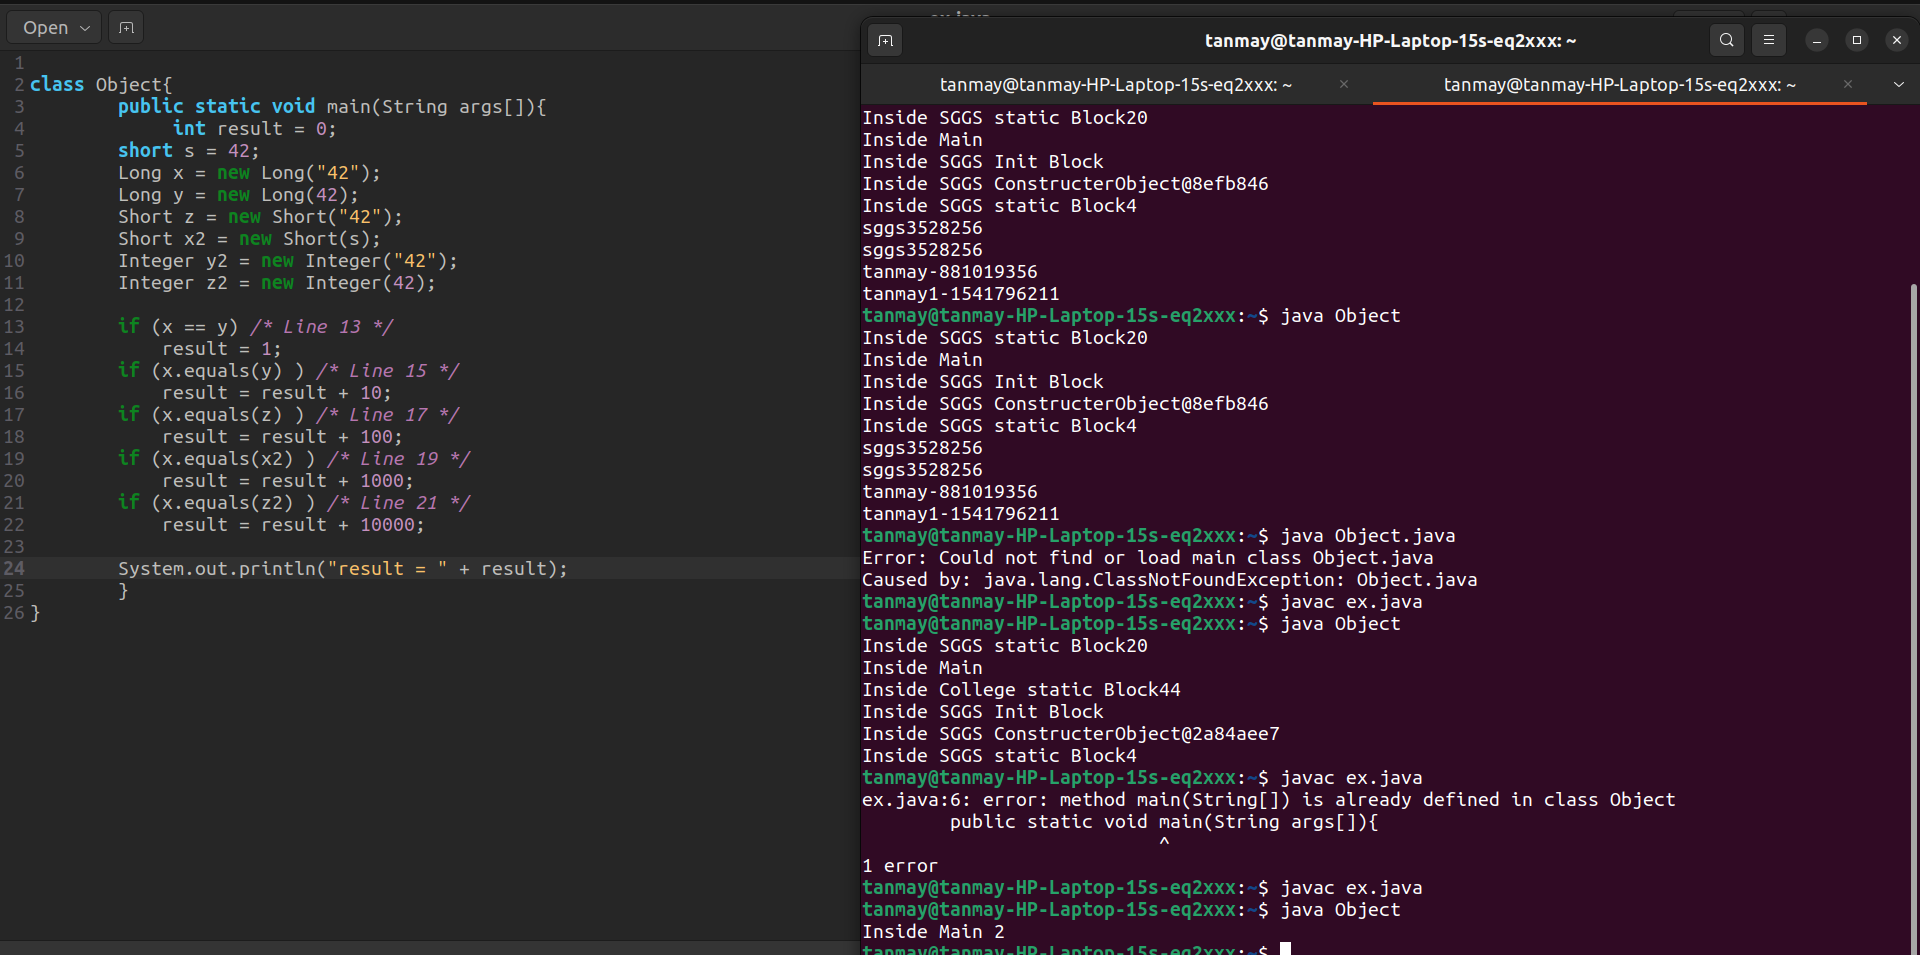 Open
1
2 class Object{
3 public static void main(String args[]){
4 int result = 0;
5 short s = 42;
6 Long x = new Long("42");
7 Long y = new Long(42);
8 Short z = new Short("42");
9 Short x2 = new Short(s);
10 Integer y2 = new Integer("42");
11 Integer z2 = new Integer(42);
12
13 if (x == y) /* Line 13 */
14 result = 1;
15 if (x.equals(y) ) /* Line 15 */
16 result = result + 10;
17 if (x.equals(z) ) /* Line 17 */
18 result = result + 100;
19 if (x.equals(x2) ) /* Line 19 */
20 result = result + 1000;
21 if (x.equals(z2) ) /* Line 21 */
22 result = result + 10000;
23
24 System.out.println("result = " + result);
25 }
26 }
tanmay@tanmay-HP-Laptop-15s-eq2xxx: ~
tanmay@tanmay-HP-Laptop-15s-eq2xxx: ~ × tanmay@tanmay-HP-Laptop-15s-eq2xxx: ~ ×
Inside SGGS static Block20
Inside Main
Inside SGGS Init Block
Inside SGGS ConstructerObject@8efb846
Inside SGGS static Block4
sggs3528256
sggs3528256
tanmay-881019356
tanmay1-1541796211
tanmay@tanmay-HP-Laptop-15s-eq2xxx:~$ java Object
Inside SGGS static Block20
Inside Main
Inside SGGS Init Block
Inside SGGS ConstructerObject@8efb846
Inside SGGS static Block4
sggs3528256
sggs3528256
tanmay-881019356
tanmay1-1541796211
tanmay@tanmay-HP-Laptop-15s-eq2xxx:~$ java Object.java
Error: Could not find or load main class Object.java
Caused by: java.lang.ClassNotFoundException: Object.java
tanmay@tanmay-HP-Laptop-15s-eq2xxx:~$ javac ex.java
tanmay@tanmay-HP-Laptop-15s-eq2xxx:~$ java Object
Inside SGGS static Block20
Inside Main
Inside College static Block44
Inside SGGS Init Block
Inside SGGS ConstructerObject@2a84aee7
Inside SGGS static Block4
tanmay@tanmay-HP-Laptop-15s-eq2xxx:~$ javac ex.java
ex.java:6: error: method main(String[]) is already defined in class Object
public static void main(String args[]){
^
1 error
tanmay@tanmay-HP-Laptop-15s-eq2xxx:~$ javac ex.java
tanmay@tanmay-HP-Laptop-15s-eq2xxx:~$ java Object
Inside Main 2
tanmay@tanmay-HP-Laptop-15s-eq2xxx:~$